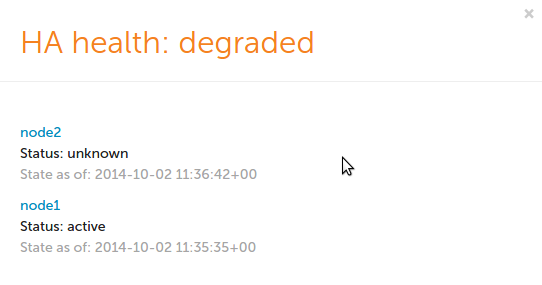 HA health: degraded
node2
Status: unknown
State as of: 2014-10-02 11:36:42+00
node1
Status: active
State as of: 2014-10-02 11:35:35+00